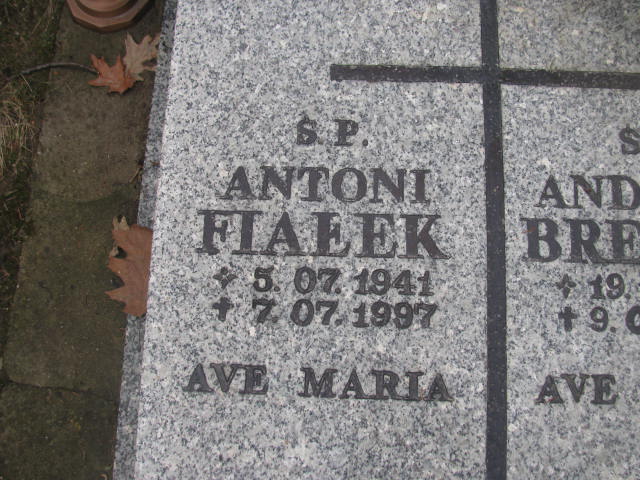 Ś.P.
ANTONI
FIAŁEK
5.07.1941
7.07.1997
AVE MARIA
AVE